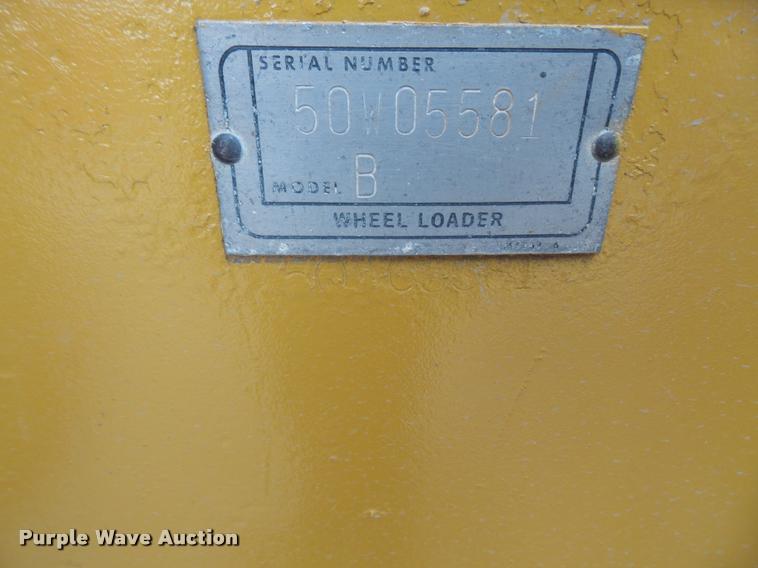 SERIAL NUMBER
50W05581
MODEL B
WHEEL LOADER
Purple Wave Auction